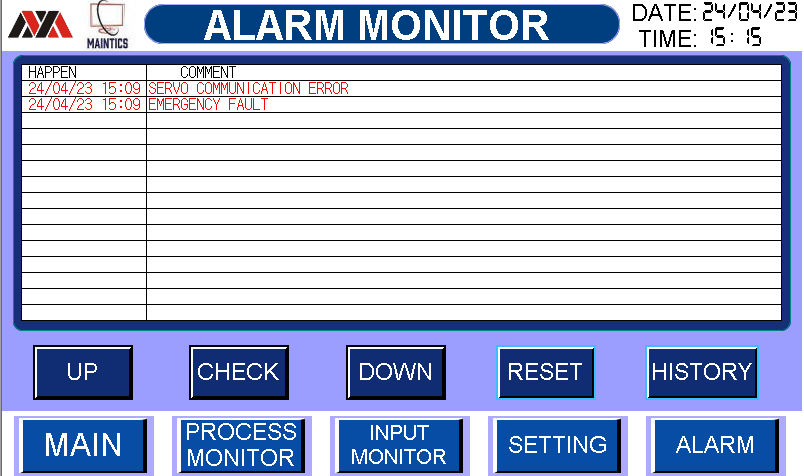 AVA
MAINTICS
ALARM MONITOR
DATE: 24/04/23
TIME: 15:15
HAPPEN COMMENT
24/04/23 15:09 SERVO COMMUNICATION ERROR
24/04/23 15:09 EMERGENCY FAULT
UP
CHECK
DOWN
RESET
HISTORY
MAIN
PROCESS
MONITOR
INPUT
MONITOR
SETTING
ALARM